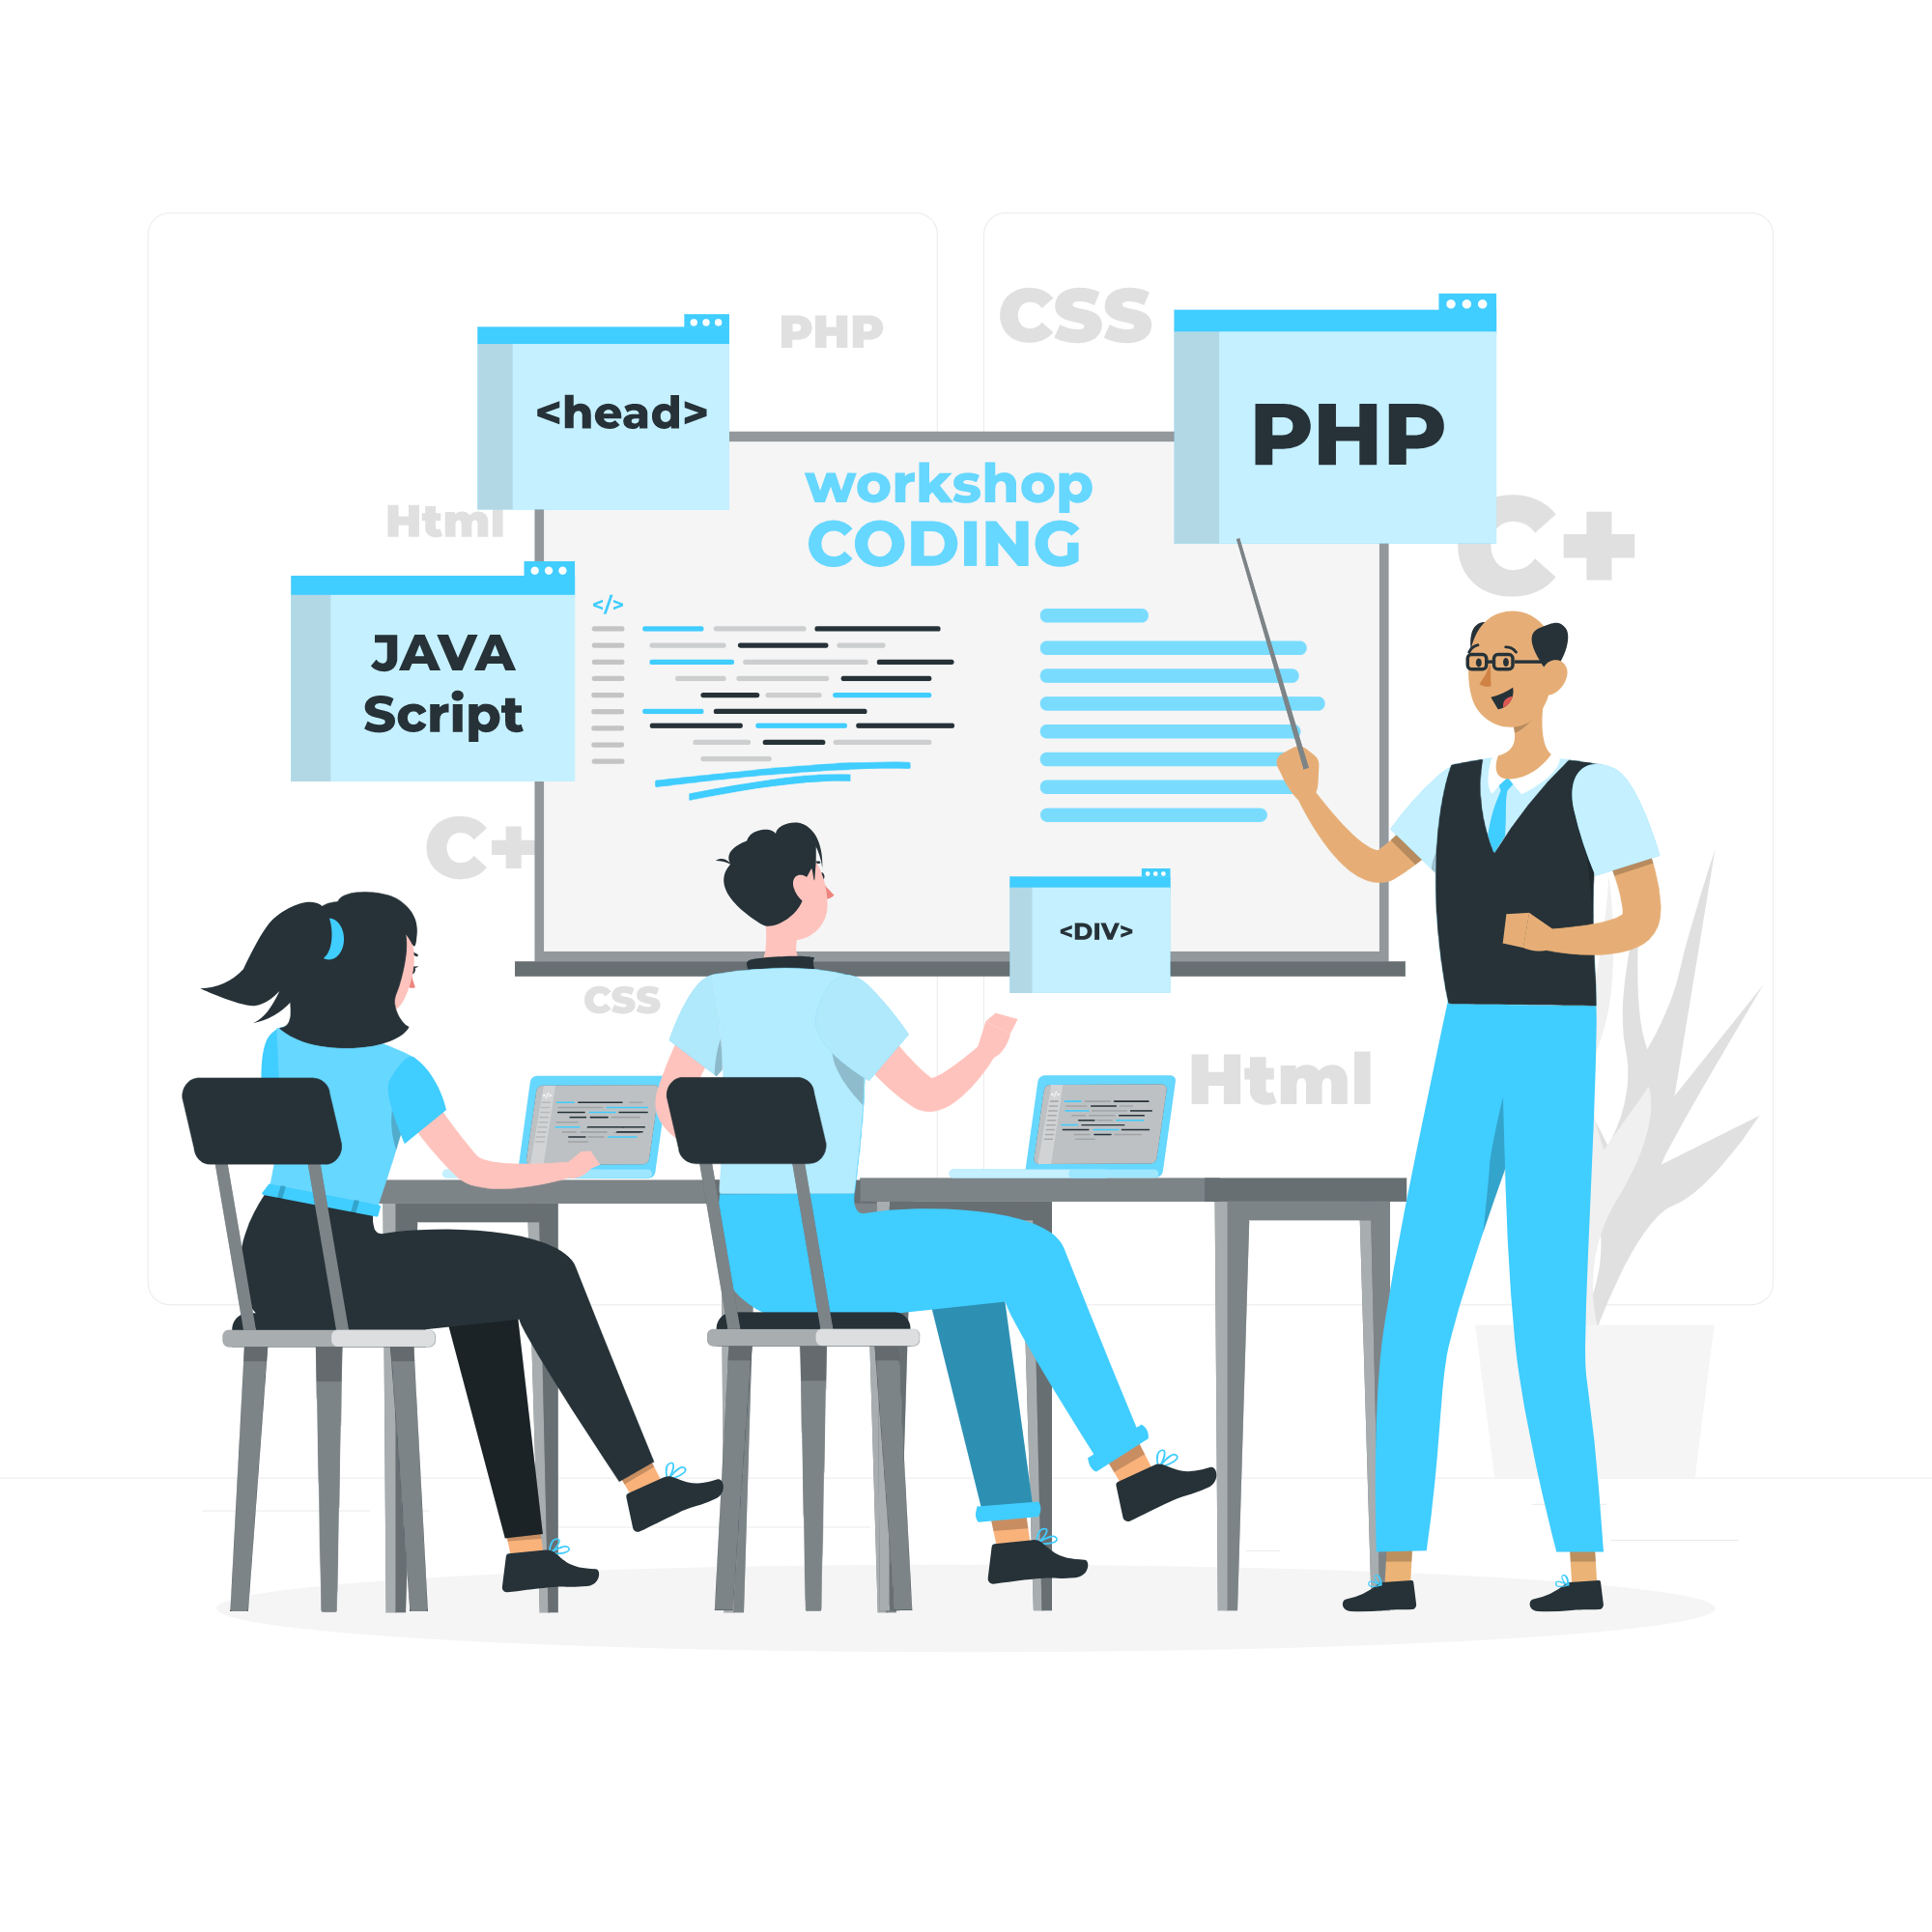 CSS
PHP
<head>
PHP
workshop
CODING
Html
C+
</>
JAVA
Script
C+
<DIV>
css
Html